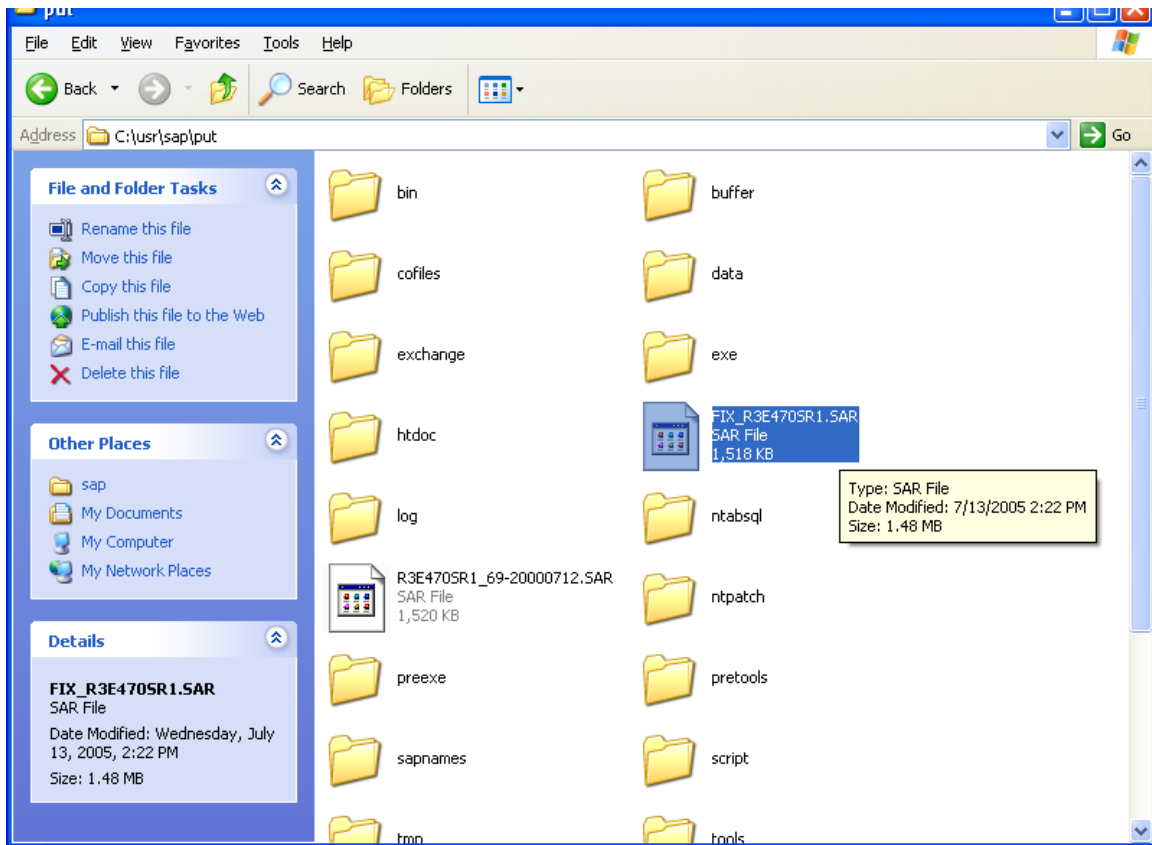 put
File Edit View Favorites Tools Help
Back Search Folders
Address C:\usr\sap\put Go
File and Folder Tasks
Rename this file
Move this file
Copy this file
Publish this file to the Web
E-mail this file
Delete this file
Other Places
sap
My Documents
My Computer
My Network Places
Details
FIX_R3E470SR1.SAR
SAR File
Date Modified: Wednesday, July
13, 2005, 2:22 PM
Size: 1.48 MB
bin
buffer
cofiles
data
exchange
exe
htdoc
FIX_R3E470SR1.SAR
SAR File
1,518 KB
Type: SAR File
Date Modified: 7/13/2005 2:22 PM
Size: 1.48 MB
log
ntabsql
R3E470SR1_69-20000712.SAR
SAR File
1,520 KB
ntpatch
preexe
pretools
sapnames
script
tmp
tools